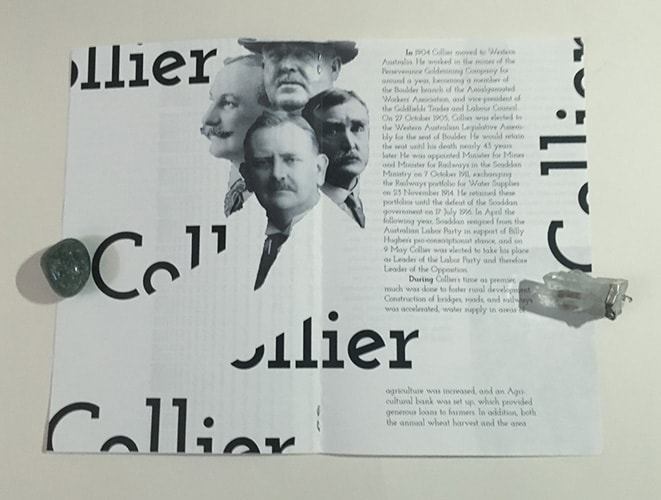 ollier
Collier
Coll
ollier
Collier
In 1904 Collier moved to Western
Australia. He worked in the mines of the
Perseverance Goldmining Company for
around a year, becoming a member of
the Boulder branch of the Amalgamated
Workers Association, and vice-president of
the Goldfields Trades and Labour Council.
On 27 October 1905, Collier was elected to
the Western Australian Legislative Assem-
bly for the seat of Boulder. He would retain
the seat until his death nearly 43 years
later. He was appointed Minister for Mines
and Minister for Railways in the Scaddan
Ministry on 7 October 1911, exchanging
the Railways portfolio for Water Supplies
on 23 November 1914. He retained these
portfolios until the defeat of the Scaddan
government on 17 July 1916. In April the
following year, Scaddan resigned from the
Australian Labor Party in support of Billy
Hughes's pro-conscriptionist stance, and on
9 May Collier was elected to take his place
as Leader of the Labor Party and therefore
Leader of the Opposition.
During Collier's time as premier,
much was done to foster rural development.
Construction of bridges, roads, and railways
was accelerated, water supply in areas of
agriculture was increased, and an Agri-
cultural bank was set up, which provided
generous loans to farmers. In addition, both
the annual wheat harvest and the area
Collier